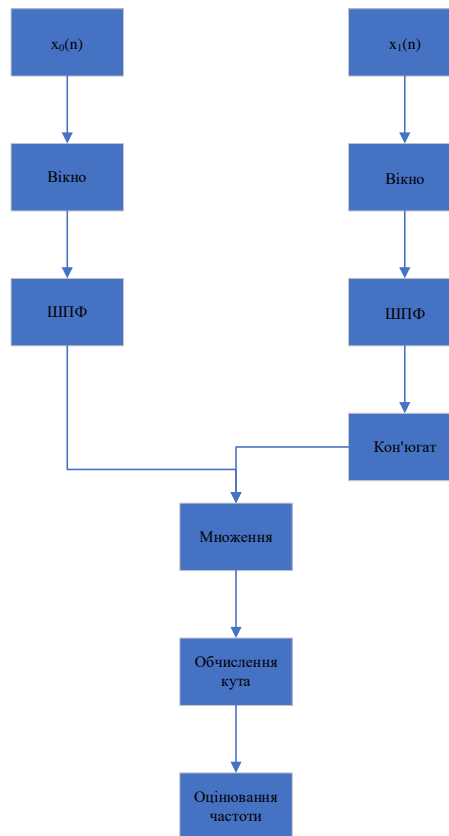 x₀(n)
x₁(n)
Вікно
Вікно
ШПФ
ШПФ
Кон'югат
Множення
Обчислення
кута
Оцінювання
частоти